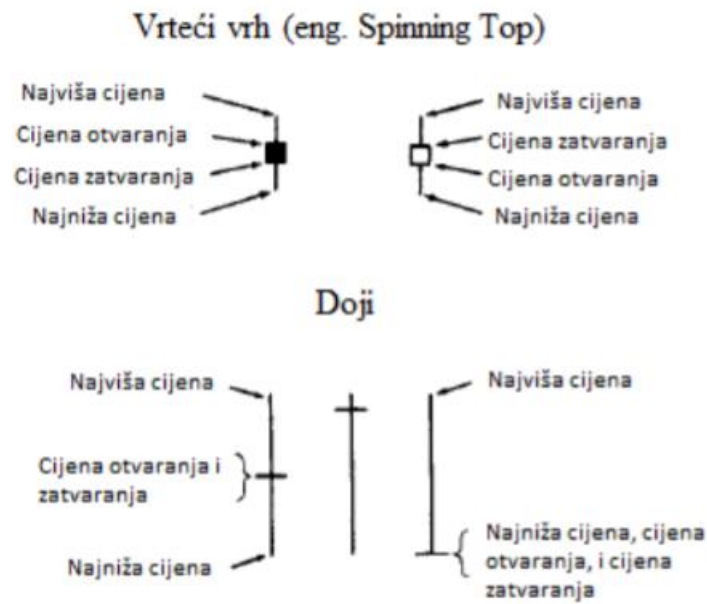 Vrteći vrh (eng. Spinning Top)
Najviša cijena
Cijena otvaranja
Cijena zatvaranja
Najniža cijena
Najviša cijena
Cijena zatvaranja
Cijena otvaranja
Najniža cijena
Doji
Najviša cijena
Cijena otvaranja i
zatvaranja
Najniža cijena
Najviša cijena
Najniža cijena, cijena
otvaranja, i cijena
zatvaranja